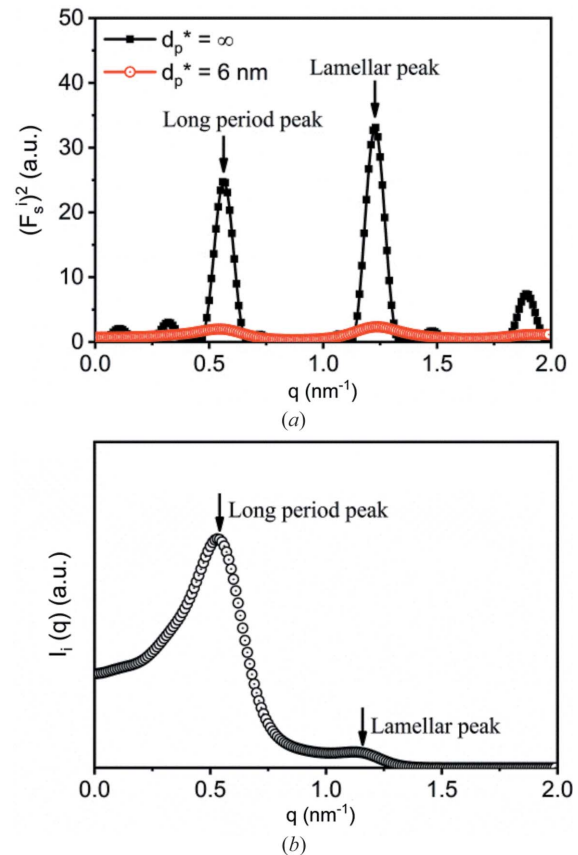 (a)
50
40
30
20
10
0
(F_s^i)^2 (a.u.)
d_p* = ∞
d_p* = 6 nm
Long period peak
Lamellar peak
0.0 0.5 1.0 1.5 2.0
q (nm^-1)
(a)
I_i (q) (a.u.)
Long period peak
Lamellar peak
0.0 0.5 1.0 1.5 2.0
q (nm^-1)
(b)